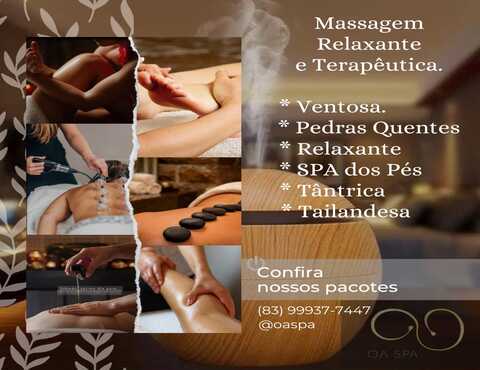 Massagem
Relaxante
e Terapêutica.
* Ventosa.
* Pedras Quentes
* Relaxante
* SPA dos Pés
* Tântrica
* Tailandesa
Confira
nossos pacotes
(83) 99937-7447
@oaspa
OA SPA